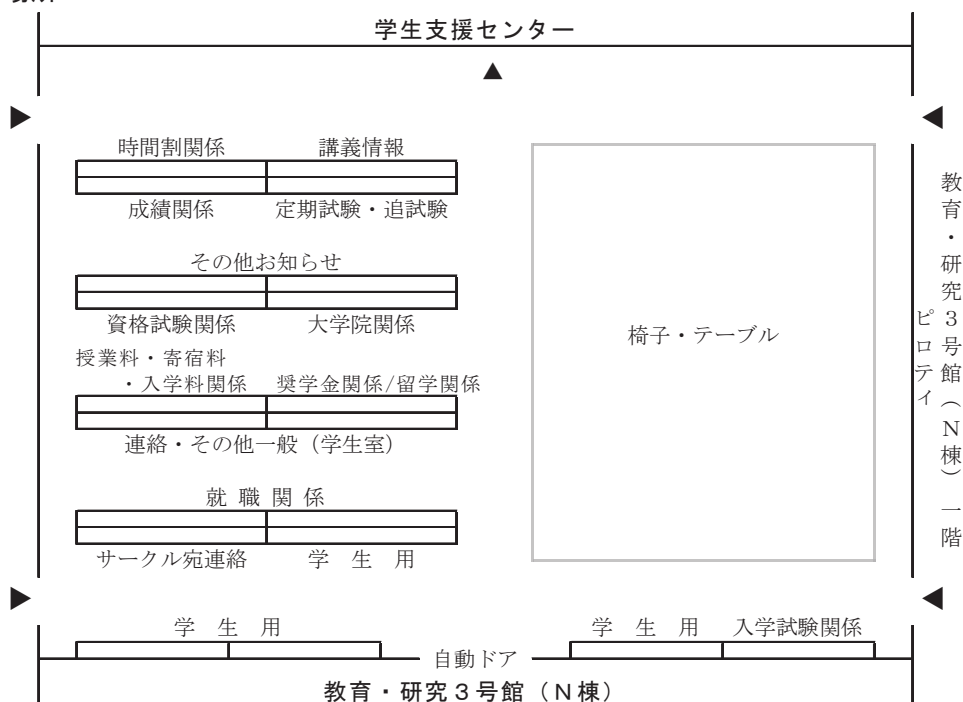 学生支援センター
▲
▶ ◀
時間割関係 講義情報
成績関係 定期試験・追試験
その他お知らせ
資格試験関係 大学院関係
授業料・寄宿料
・入学料関係 奨学金関係/留学関係
連絡・その他一般（学生室）
就職関係
サークル宛連絡 学生用
椅子・テーブル
教育・研究３号館（Ｎ棟）一階
ピロティ
▶ ◀
学生用
学生用 入学試験関係
自動ドア
教育・研究３号館（Ｎ棟）